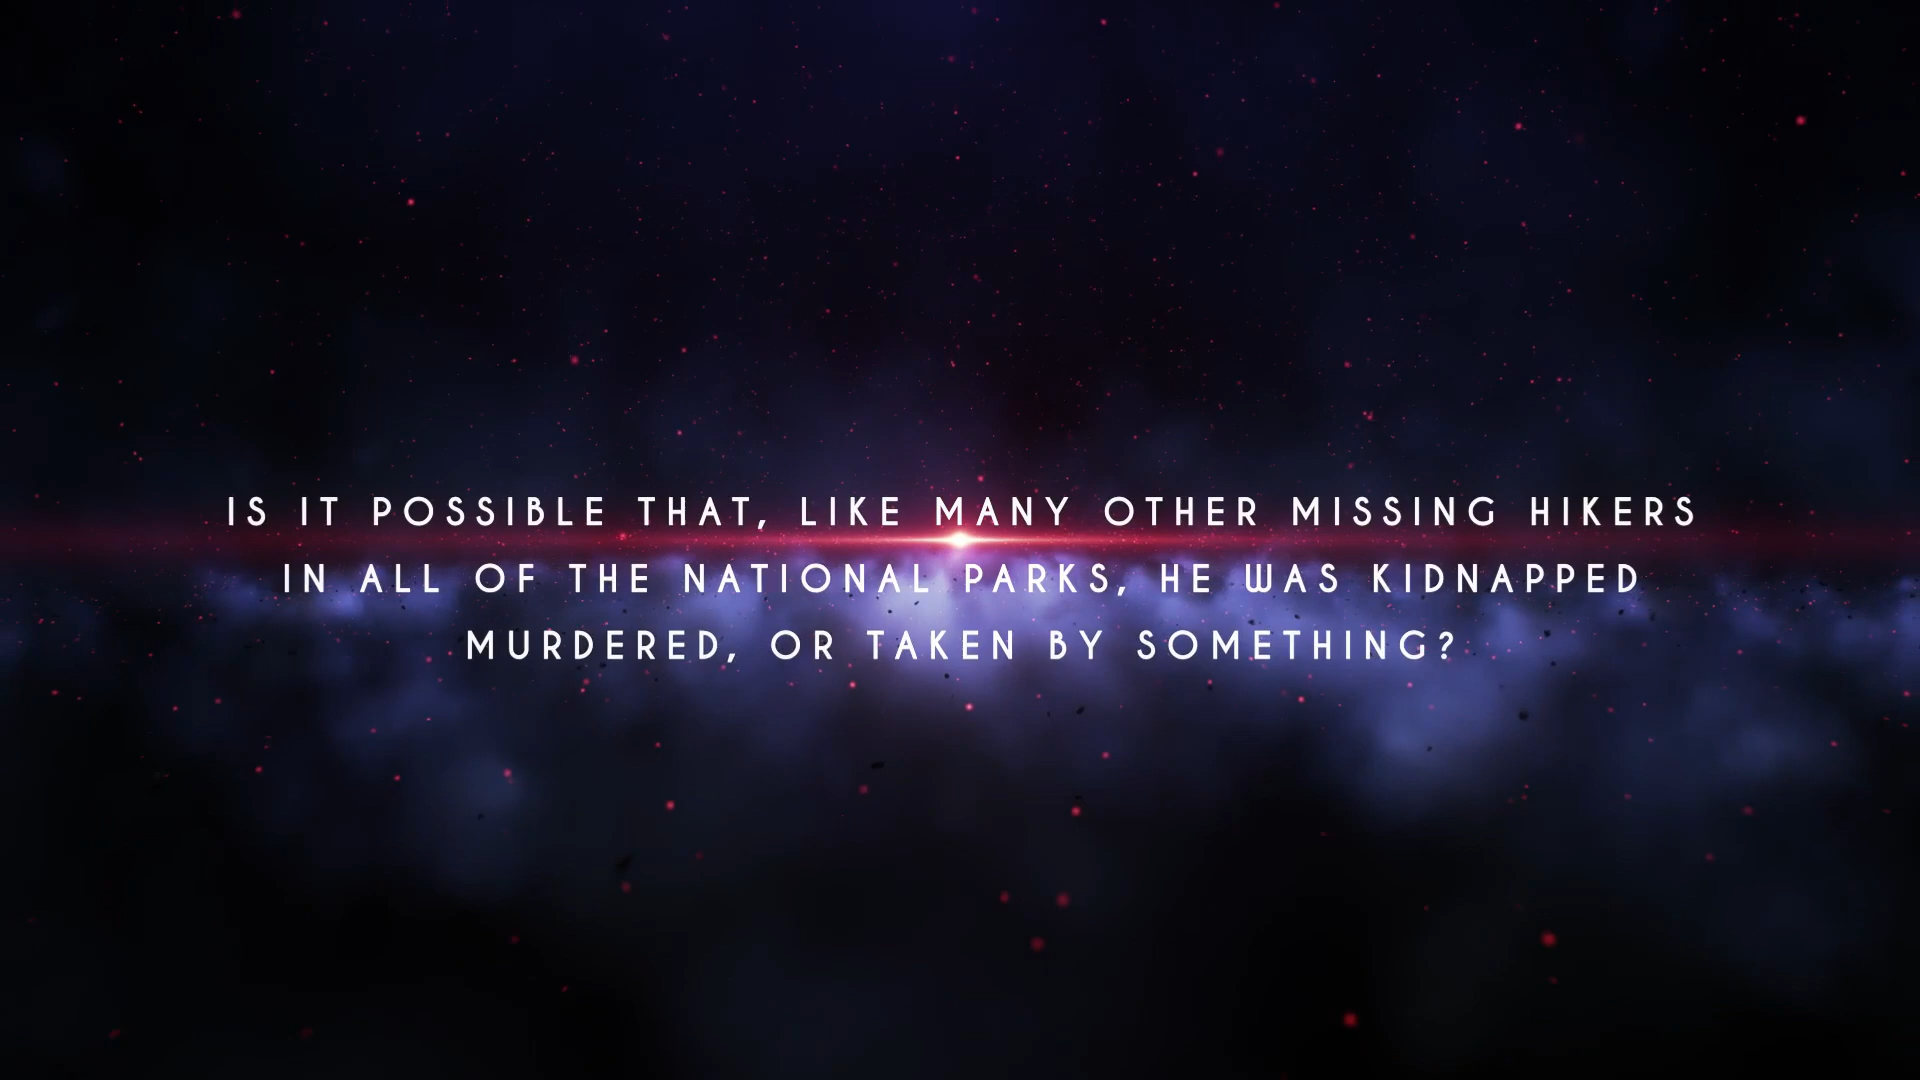 IS IT POSSIBLE THAT, LIKE MANY OTHER MISSING HIKERS
IN ALL OF THE NATIONAL PARKS, HE WAS KIDNAPPED
MURDERED, OR TAKEN BY SOMETHING?